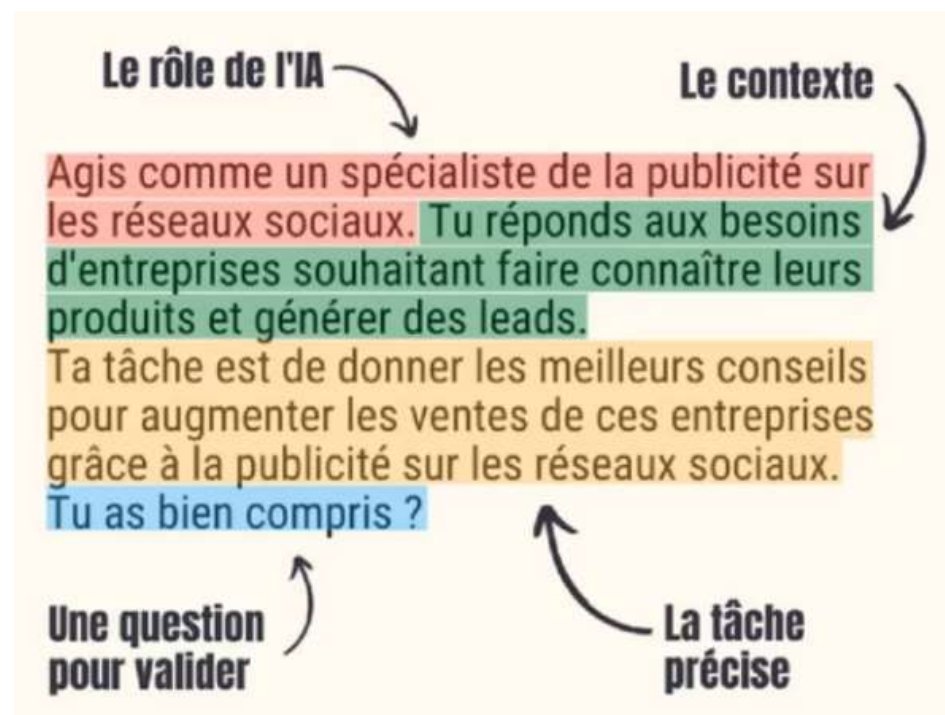 Le rôle de l'IA
Le contexte
Agis comme un spécialiste de la publicité sur
les réseaux sociaux. Tu réponds aux besoins
d'entreprises souhaitant faire connaître leurs
produits et générer des leads.
Ta tâche est de donner les meilleurs conseils
pour augmenter les ventes de ces entreprises
grâce à la publicité sur les réseaux sociaux.
Tu as bien compris ?
Une question
pour valider
La tâche
précise